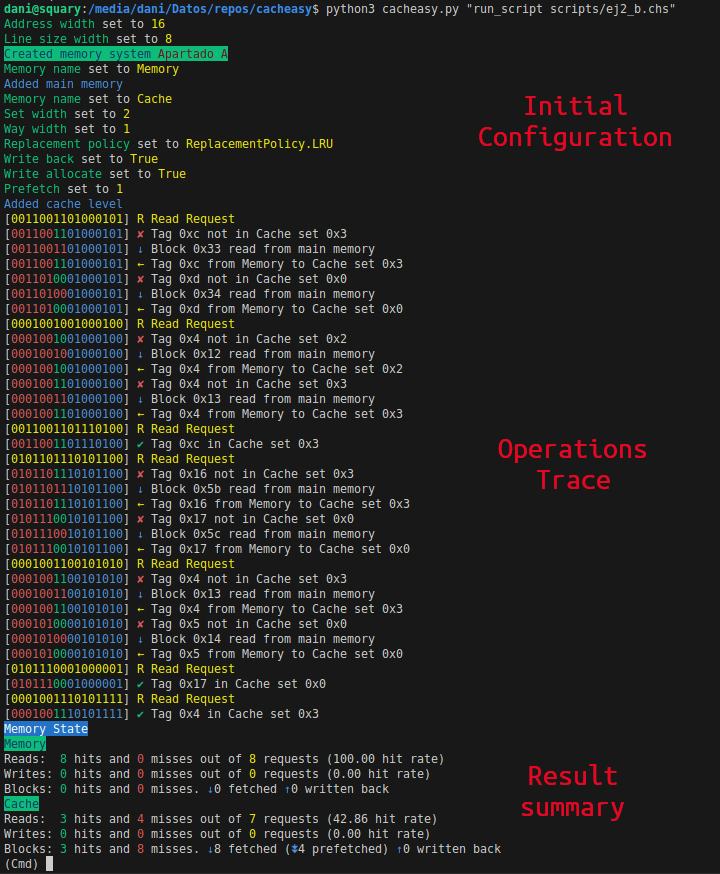 dani@squary:/media/dani/Datos/repos/cacheasy$ python3 cacheasy.py "run_script scripts/ej2_b.chs"
Address width set to 16
Line size width set to 8
Created memory system Apartado A
Memory name set to Memory
Added main memory
Memory name set to Cache
Set width set to 2
Way width set to 1
Replacement policy set to ReplacementPolicy.LRU
Write back set to True
Write allocate set to True
Prefetch set to 1
Added cache level
Initial
Configuration
[0011001101000101] R Read Request
[0011001101000101] ✘ Tag 0xc not in Cache set 0x3
[0011001101000101] ↓ Block 0x33 read from main memory
[0011001101000101] ← Tag 0xc from Memory to Cache set 0x3
[0011010001000101] ✘ Tag 0xd not in Cache set 0x0
[0011010001000101] ↓ Block 0x34 read from main memory
[0011010001000101] ← Tag 0xd from Memory to Cache set 0x0
[0001001001000100] R Read Request
[0001001001000100] ✘ Tag 0x4 not in Cache set 0x2
[0001001001000100] ↓ Block 0x12 read from main memory
[0001001001000100] ← Tag 0x4 from Memory to Cache set 0x2
[0001001101000100] ✘ Tag 0x4 not in Cache set 0x3
[0001001101000100] ↓ Block 0x13 read from main memory
[0001001101000100] ← Tag 0x4 from Memory to Cache set 0x3
[0011001101110100] R Read Request
[0011001101110100] ✔ Tag 0xc in Cache set 0x3
[0101101110101100] R Read Request
[0101101110101100] ✘ Tag 0x16 not in Cache set 0x3
[0101101110101100] ↓ Block 0x5b read from main memory
[0101101110101100] ← Tag 0x16 from Memory to Cache set 0x3
[0101110010101100] ✘ Tag 0x17 not in Cache set 0x0
[0101110010101100] ↓ Block 0x5c read from main memory
[0101110010101100] ← Tag 0x17 from Memory to Cache set 0x0
[0001001100101010] R Read Request
[0001001100101010] ✘ Tag 0x4 not in Cache set 0x3
[0001001100101010] ↓ Block 0x13 read from main memory
[0001001100101010] ← Tag 0x4 from Memory to Cache set 0x3
[0001010000101010] ✘ Tag 0x5 not in Cache set 0x0
[0001010000101010] ↓ Block 0x14 read from main memory
[0001010000101010] ← Tag 0x5 from Memory to Cache set 0x0
[0101110001000001] R Read Request
[0101110001000001] ✔ Tag 0x17 in Cache set 0x0
[0001001110101111] R Read Request
[0001001110101111] ✔ Tag 0x4 in Cache set 0x3
Operations
Trace
Memory State
Memory
Reads: 8 hits and 0 misses out of 8 requests (100.00 hit rate)
Writes: 0 hits and 0 misses out of 0 requests (0.00 hit rate)
Blocks: 0 hits and 0 misses. ↓0 fetched ↑0 written back
Cache
Reads: 3 hits and 4 misses out of 7 requests (42.86 hit rate)
Writes: 0 hits and 0 misses out of 0 requests (0.00 hit rate)
Blocks: 3 hits and 8 misses. ↓8 fetched (⇟4 prefetched) ↑0 written back
(Cmd)
Result
summary